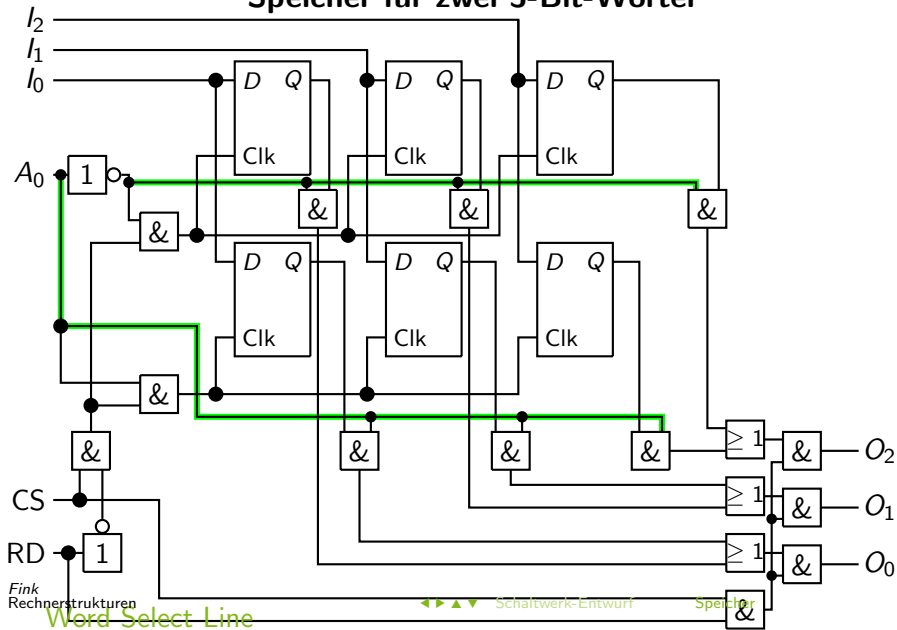 Speicher für zwei 3-Bit-Wörter
I2
I1
I0
D Q
Clk
D Q
Clk
D Q
Clk
A0
1
&
&
&
&
D Q
Clk
D Q
Clk
D Q
Clk
&
&
&
&
&
≥ 1
&
O2
CS
≥ 1
&
O1
RD
1
≥ 1
&
O0
&
Fink
Rechnerstrukturen
Schaltwerk-Entwurf
Speicher
Word Select Line